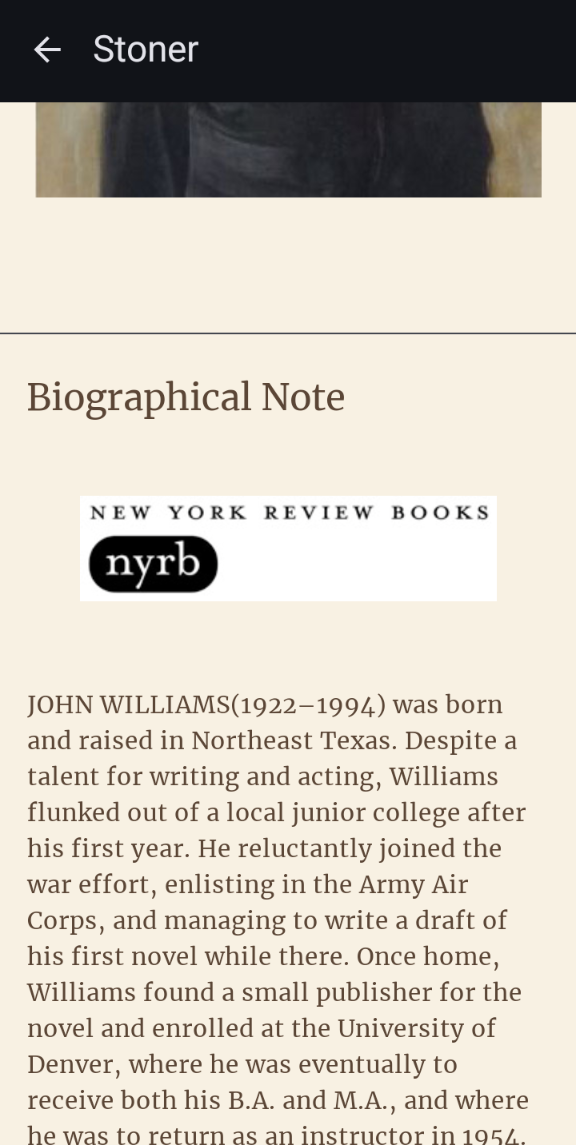 Stoner
Biographical Note
NEW YORK REVIEW BOOKS
nyrb
JOHN WILLIAMS(1922–1994) was born
and raised in Northeast Texas. Despite a
talent for writing and acting, Williams
flunked out of a local junior college after
his first year. He reluctantly joined the
war effort, enlisting in the Army Air
Corps, and managing to write a draft of
his first novel while there. Once home,
Williams found a small publisher for the
novel and enrolled at the University of
Denver, where he was eventually to
receive both his B.A. and M.A., and where
he was to return as an instructor in 1954.